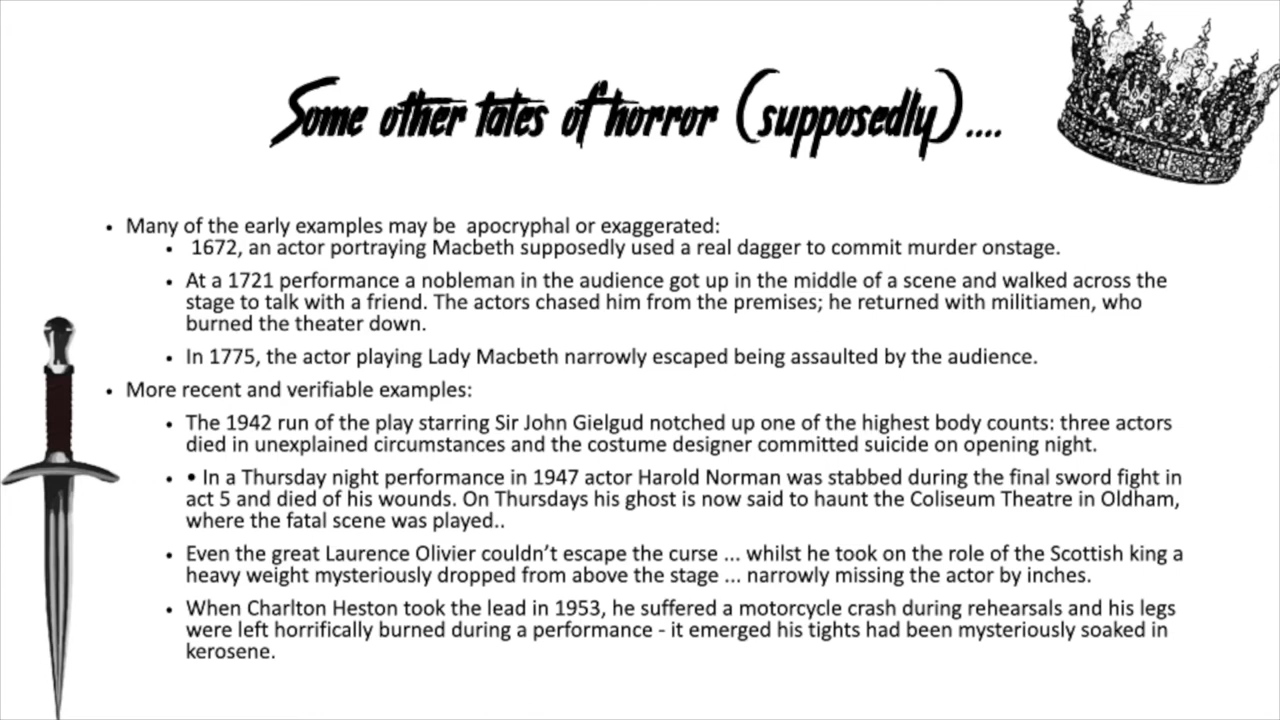 Some other tales of horror (supposedly)....
• Many of the early examples may be  apocryphal or exaggerated:
• 1672, an actor portraying Macbeth supposedly used a real dagger to commit murder onstage.
• At a 1721 performance a nobleman in the audience got up in the middle of a scene and walked across the
stage to talk with a friend. The actors chased him from the premises; he returned with militiamen, who
burned the theater down.
• In 1775, the actor playing Lady Macbeth narrowly escaped being assaulted by the audience.
• More recent and verifiable examples:
• The 1942 run of the play starring Sir John Gielgud notched up one of the highest body counts: three actors
died in unexplained circumstances and the costume designer committed suicide on opening night.
• • In a Thursday night performance in 1947 actor Harold Norman was stabbed during the final sword fight in
act 5 and died of his wounds. On Thursdays his ghost is now said to haunt the Coliseum Theatre in Oldham,
where the fatal scene was played..
• Even the great Laurence Olivier couldn’t escape the curse ... whilst he took on the role of the Scottish king a
heavy weight mysteriously dropped from above the stage ... narrowly missing the actor by inches.
• When Charlton Heston took the lead in 1953, he suffered a motorcycle crash during rehearsals and his legs
were left horrifically burned during a performance - it emerged his tights had been mysteriously soaked in
kerosene.